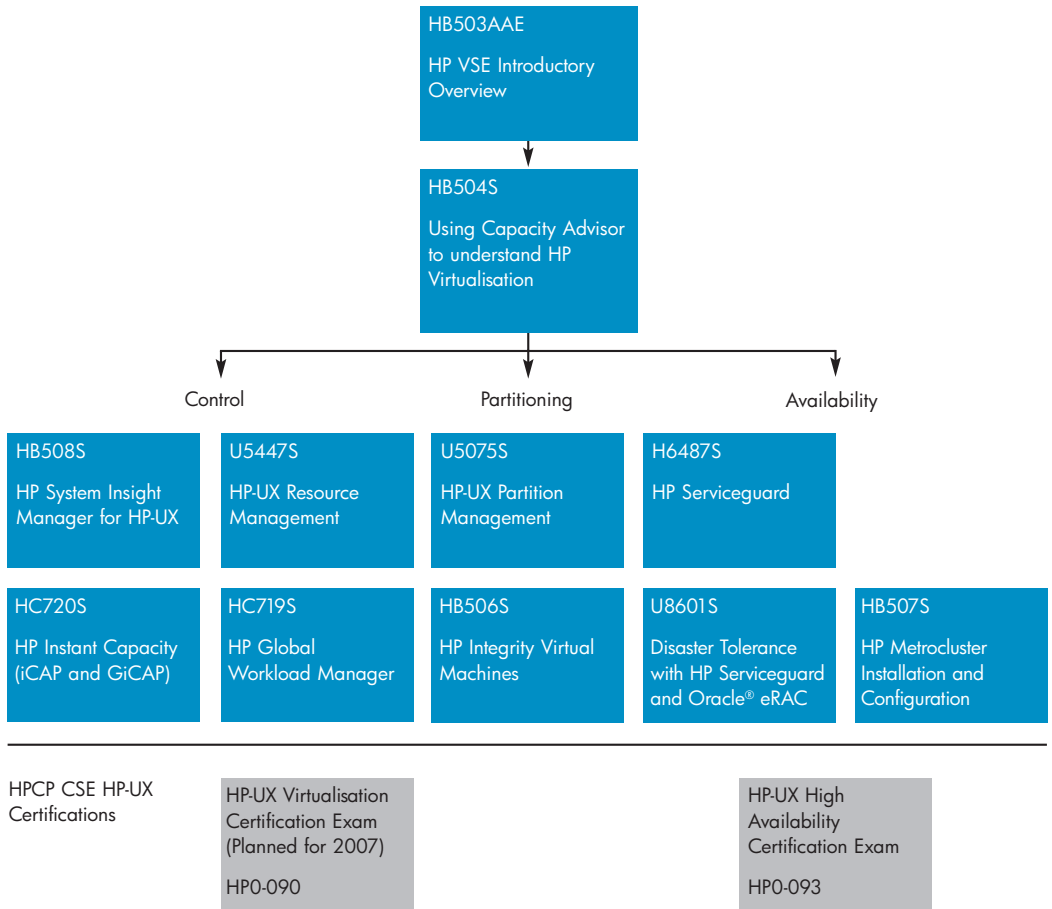 HB503AAE
HP VSE Introductory
Overview
HB504S
Using Capacity Advisor
to understand HP
Virtualisation
Control
Partitioning
Availability
HB508S
HP System Insight
Manager for HP-UX
U5447S
HP-UX Resource
Management
U5075S
HP-UX Partition
Management
H6487S
HP Serviceguard
HC720S
HP Instant Capacity
(iCAP and GiCAP)
HC719S
HP Global
Workload Manager
HB506S
HP Integrity Virtual
Machines
U8601S
Disaster Tolerance
with HP Serviceguard
and Oracle® eRAC
HB507S
HP Metrocluster
Installation and
Configuration
HPCP CSE HP-UX
Certifications
HP-UX Virtualisation
Certification Exam
(Planned for 2007)
HP0-090
HP-UX High
Availability
Certification Exam
HP0-093